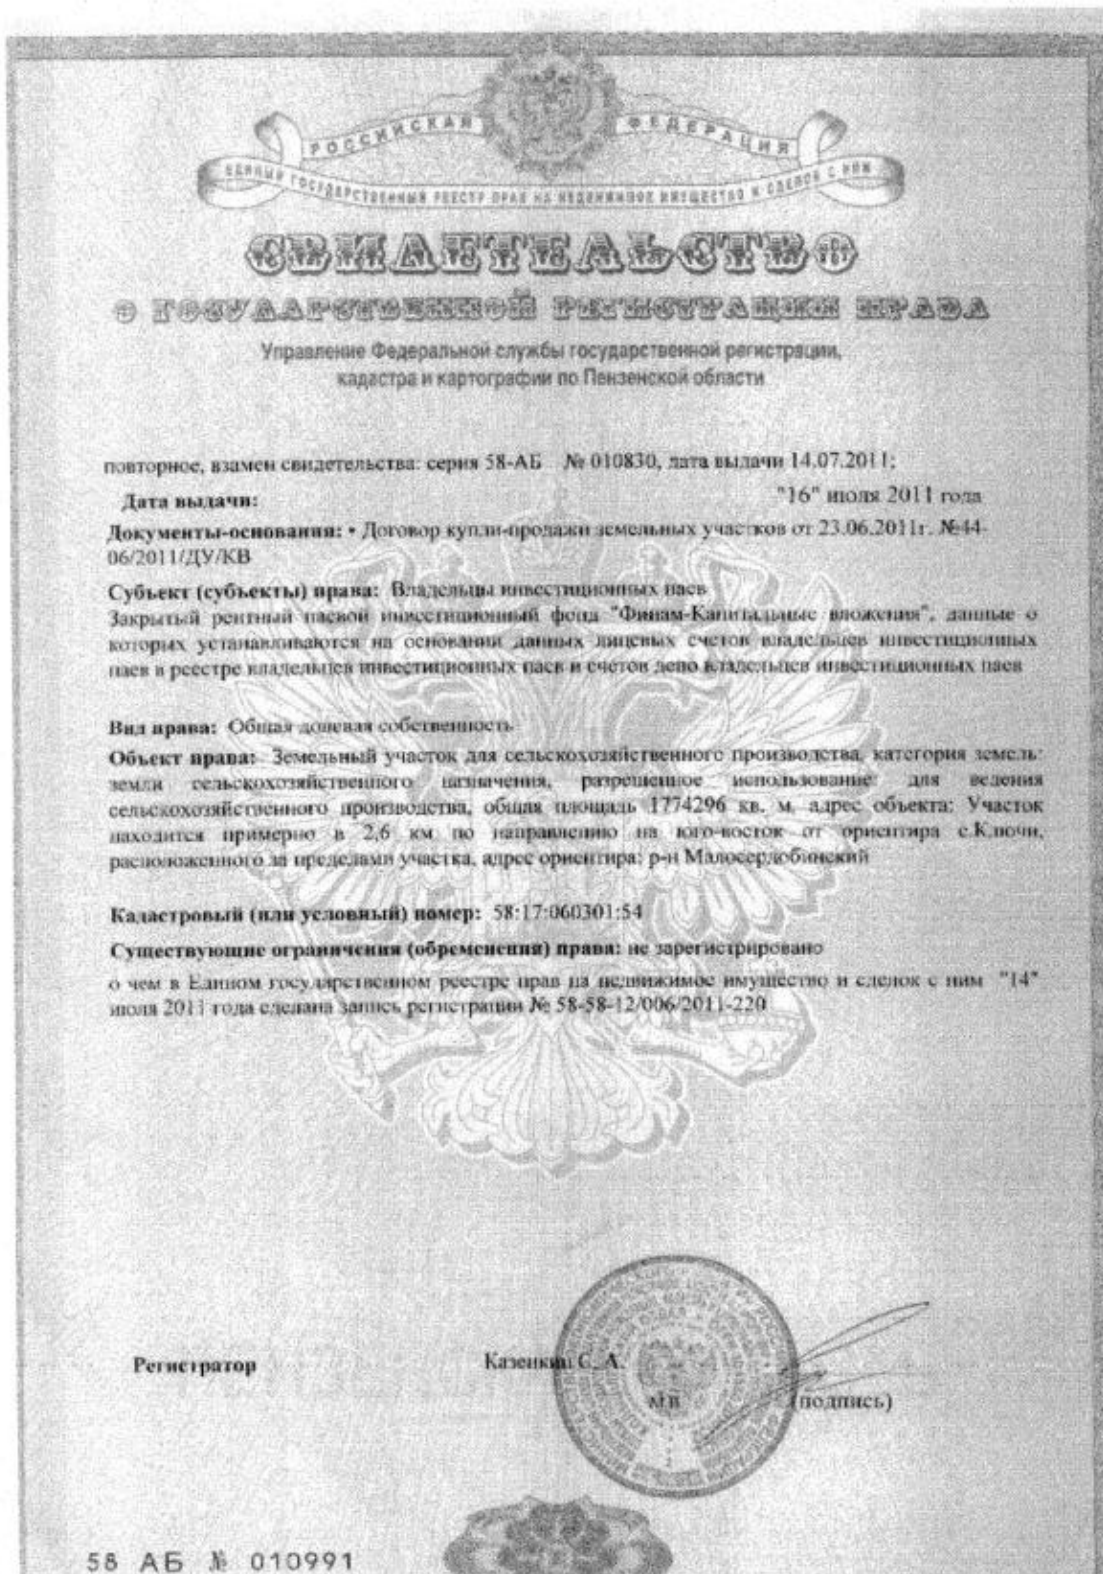 РОССИЙСКАЯ ФЕДЕРАЦИЯ
ЕДИНЫЙ ГОСУДАРСТВЕННЫЙ РЕЕСТР ПРАВ НА НЕДВИЖИМОЕ ИМУЩЕСТВО И СДЕЛОК С НИМ
СВИДЕТЕЛЬСТВО
О ГОСУДАРСТВЕННОЙ РЕГИСТРАЦИИ ПРАВА
Управление Федеральной службы государственной регистрации,
кадастра и картографии по Пензенской области
повторное, взамен свидетельства: серия 58-АБ № 010830, дата выдачи 14.07.2011;
Дата выдачи: "16" июля 2011 года
Документы-основания: • Договор купли-продажи земельных участков от 23.06.2011г. №44-
06/2011/ДУ/КВ
Субъект (субъекты) права: Владельцы инвестиционных паев
Закрытый рентный паевой инвестиционный фонд "Финам-Капитальные вложения", данные о
которых устанавливаются на основании данных лицевых счетов владельцев инвестиционных
паев в реестре владельцев инвестиционных паев и счетов депо владельцев инвестиционных паев
Вид права: Общая долевая собственность
Объект права: Земельный участок для сельскохозяйственного производства, категория земель:
земли сельскохозяйственного назначения, разрешенное использование: для ведения
сельскохозяйственного производства, общая площадь 1774296 кв. м, адрес объекта: Участок
находится примерно в 2,6 км по направлению на юго-восток от ориентира с.Ключи,
расположенного за пределами участка, адрес ориентира: р-н Малосердобинский
Кадастровый (или условный) номер: 58:17:060301:54
Существующие ограничения (обременения) права: не зарегистрировано
о чем в Едином государственном реестре прав на недвижимое имущество и сделок с ним "14"
июля 2011 года сделана запись регистрации № 58-58-12/006/2011-220
Регистратор Казенкин С. А.
м.п. (подпись)
58 АБ № 010991